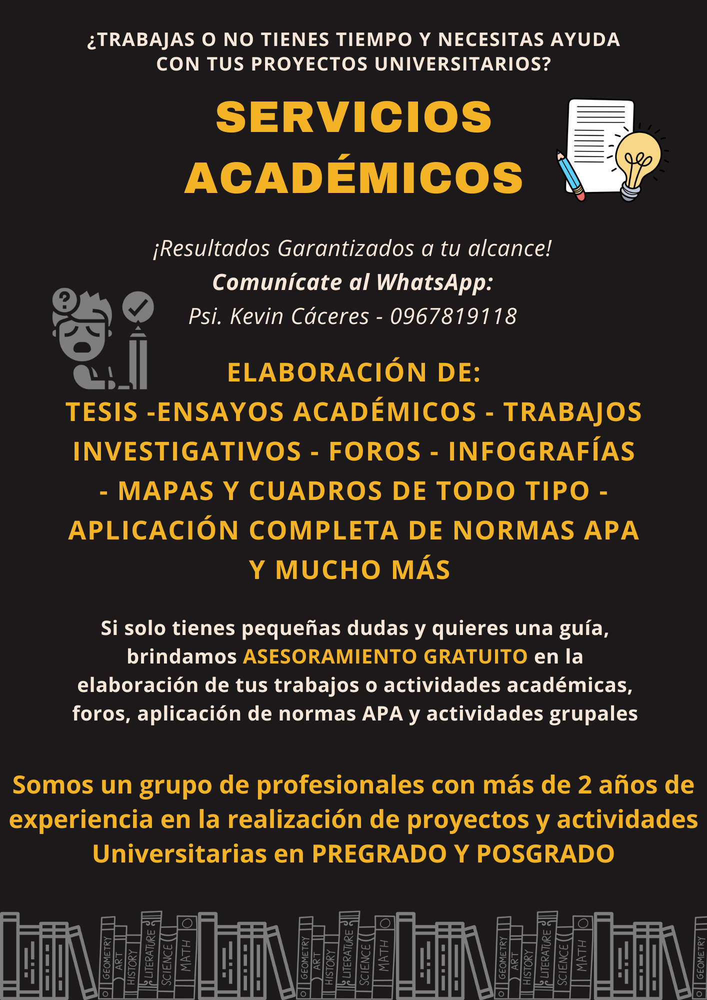 ¿TRABAJAS O NO TIENES TIEMPO Y NECESITAS AYUDA
CON TUS PROYECTOS UNIVERSITARIOS?
SERVICIOS
ACADÉMICOS
¡Resultados Garantizados a tu alcance!
Comunícate al WhatsApp:
Psi. Kevin Cáceres - 0967819118
ELABORACIÓN DE:
TESIS -ENSAYOS ACADÉMICOS - TRABAJOS
INVESTIGATIVOS - FOROS - INFOGRAFÍAS
- MAPAS Y CUADROS DE TODO TIPO -
APLICACIÓN COMPLETA DE NORMAS APA
Y MUCHO MÁS
Si solo tienes pequeñas dudas y quieres una guía,
brindamos ASESORAMIENTO GRATUITO en la
elaboración de tus trabajos o actividades académicas,
foros, aplicación de normas APA y actividades grupales
Somos un grupo de profesionales con más de 2 años de
experiencia en la realización de proyectos y actividades
Universitarias en PREGRADO Y POSGRADO
GEOMETRY
ART
HISTORY
LITERATURE
SCIENCE
MATH
GEOMETRY
ART
HISTORY
LITERATURE
SCIENCE
MATH
GEOMETRY
ART
HISTORY
LITERATURE
SCIENCE
MATH
GEOMETRY